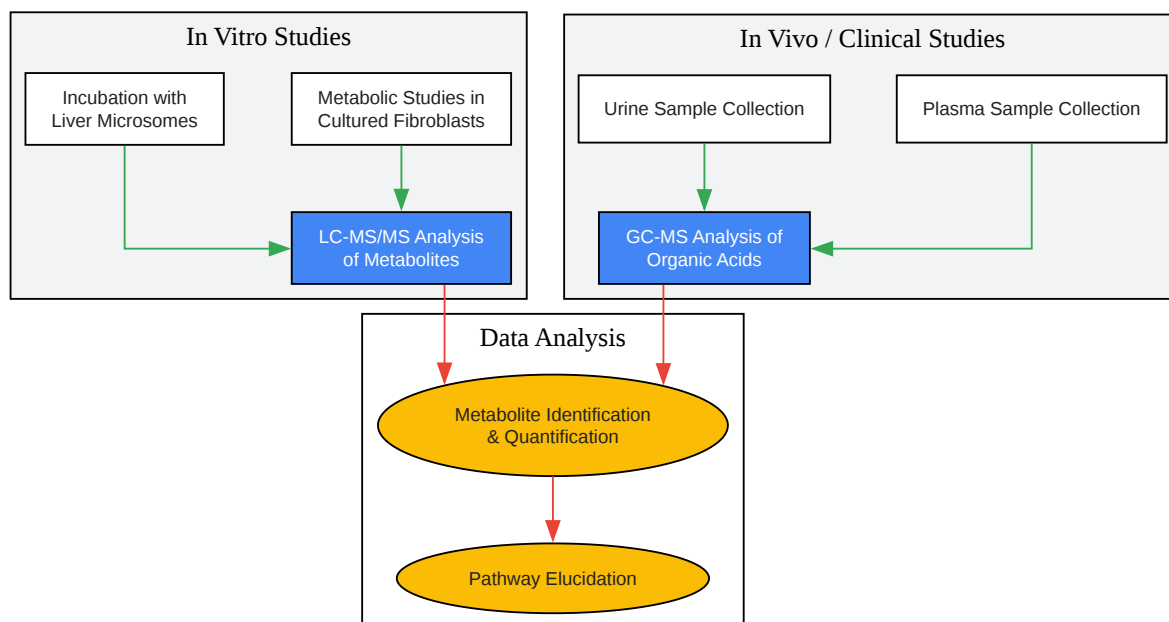 In Vitro Studies
Incubation with
Liver Microsomes
Metabolic Studies in
Cultured Fibroblasts
LC-MS/MS Analysis
of Metabolites
In Vivo / Clinical Studies
Urine Sample Collection
Plasma Sample Collection
GC-MS Analysis of
Organic Acids
Data Analysis
Metabolite Identification
& Quantification
Pathway Elucidation